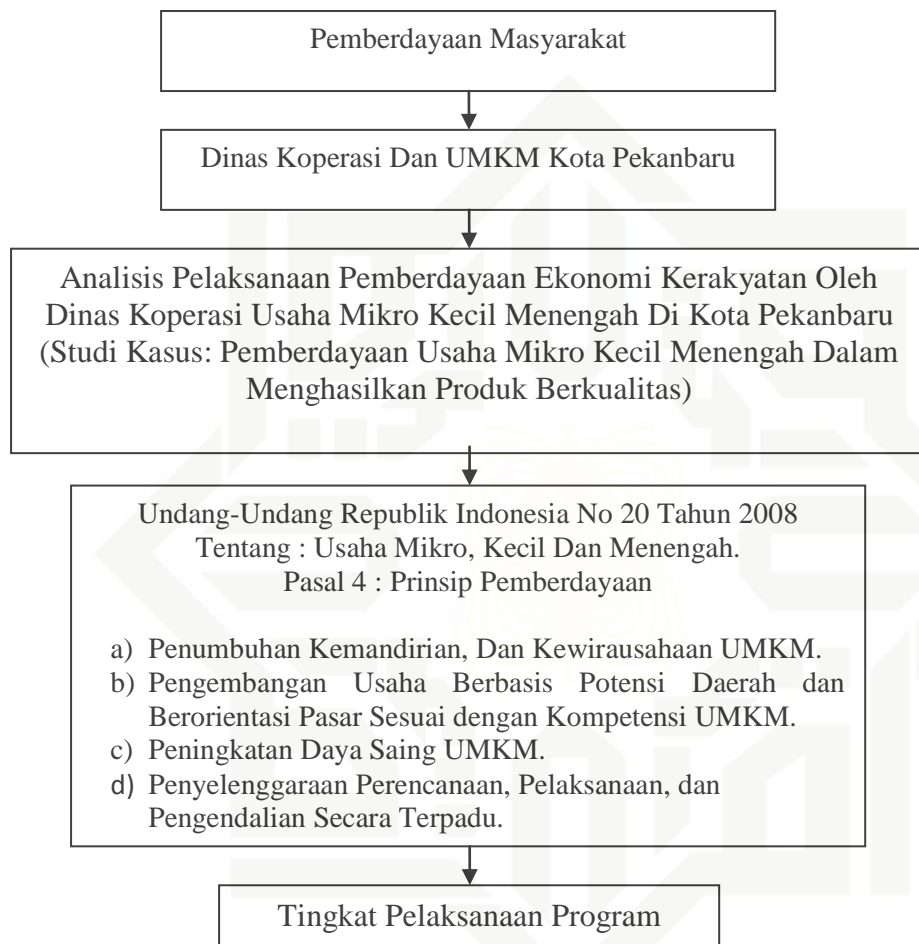 Pemberdayaan Masyarakat
Dinas Koperasi Dan UMKM Kota Pekanbaru
Analisis Pelaksanaan Pemberdayaan Ekonomi Kerakyatan Oleh
Dinas Koperasi Usaha Mikro Kecil Menengah Di Kota Pekanbaru
(Studi Kasus: Pemberdayaan Usaha Mikro Kecil Menengah Dalam
Menghasilkan Produk Berkualitas)
Undang-Undang Republik Indonesia No 20 Tahun 2008
Tentang : Usaha Mikro, Kecil Dan Menengah.
Pasal 4 : Prinsip Pemberdayaan
a) Penumbuhan Kemandirian, Dan Kewirausahaan UMKM.
b) Pengembangan Usaha Berbasis Potensi Daerah dan
Berorientasi Pasar Sesuai dengan Kompetensi UMKM.
c) Peningkatan Daya Saing UMKM.
d) Penyelenggaraan Perencanaan, Pelaksanaan, dan
Pengendalian Secara Terpadu.
Tingkat Pelaksanaan Program